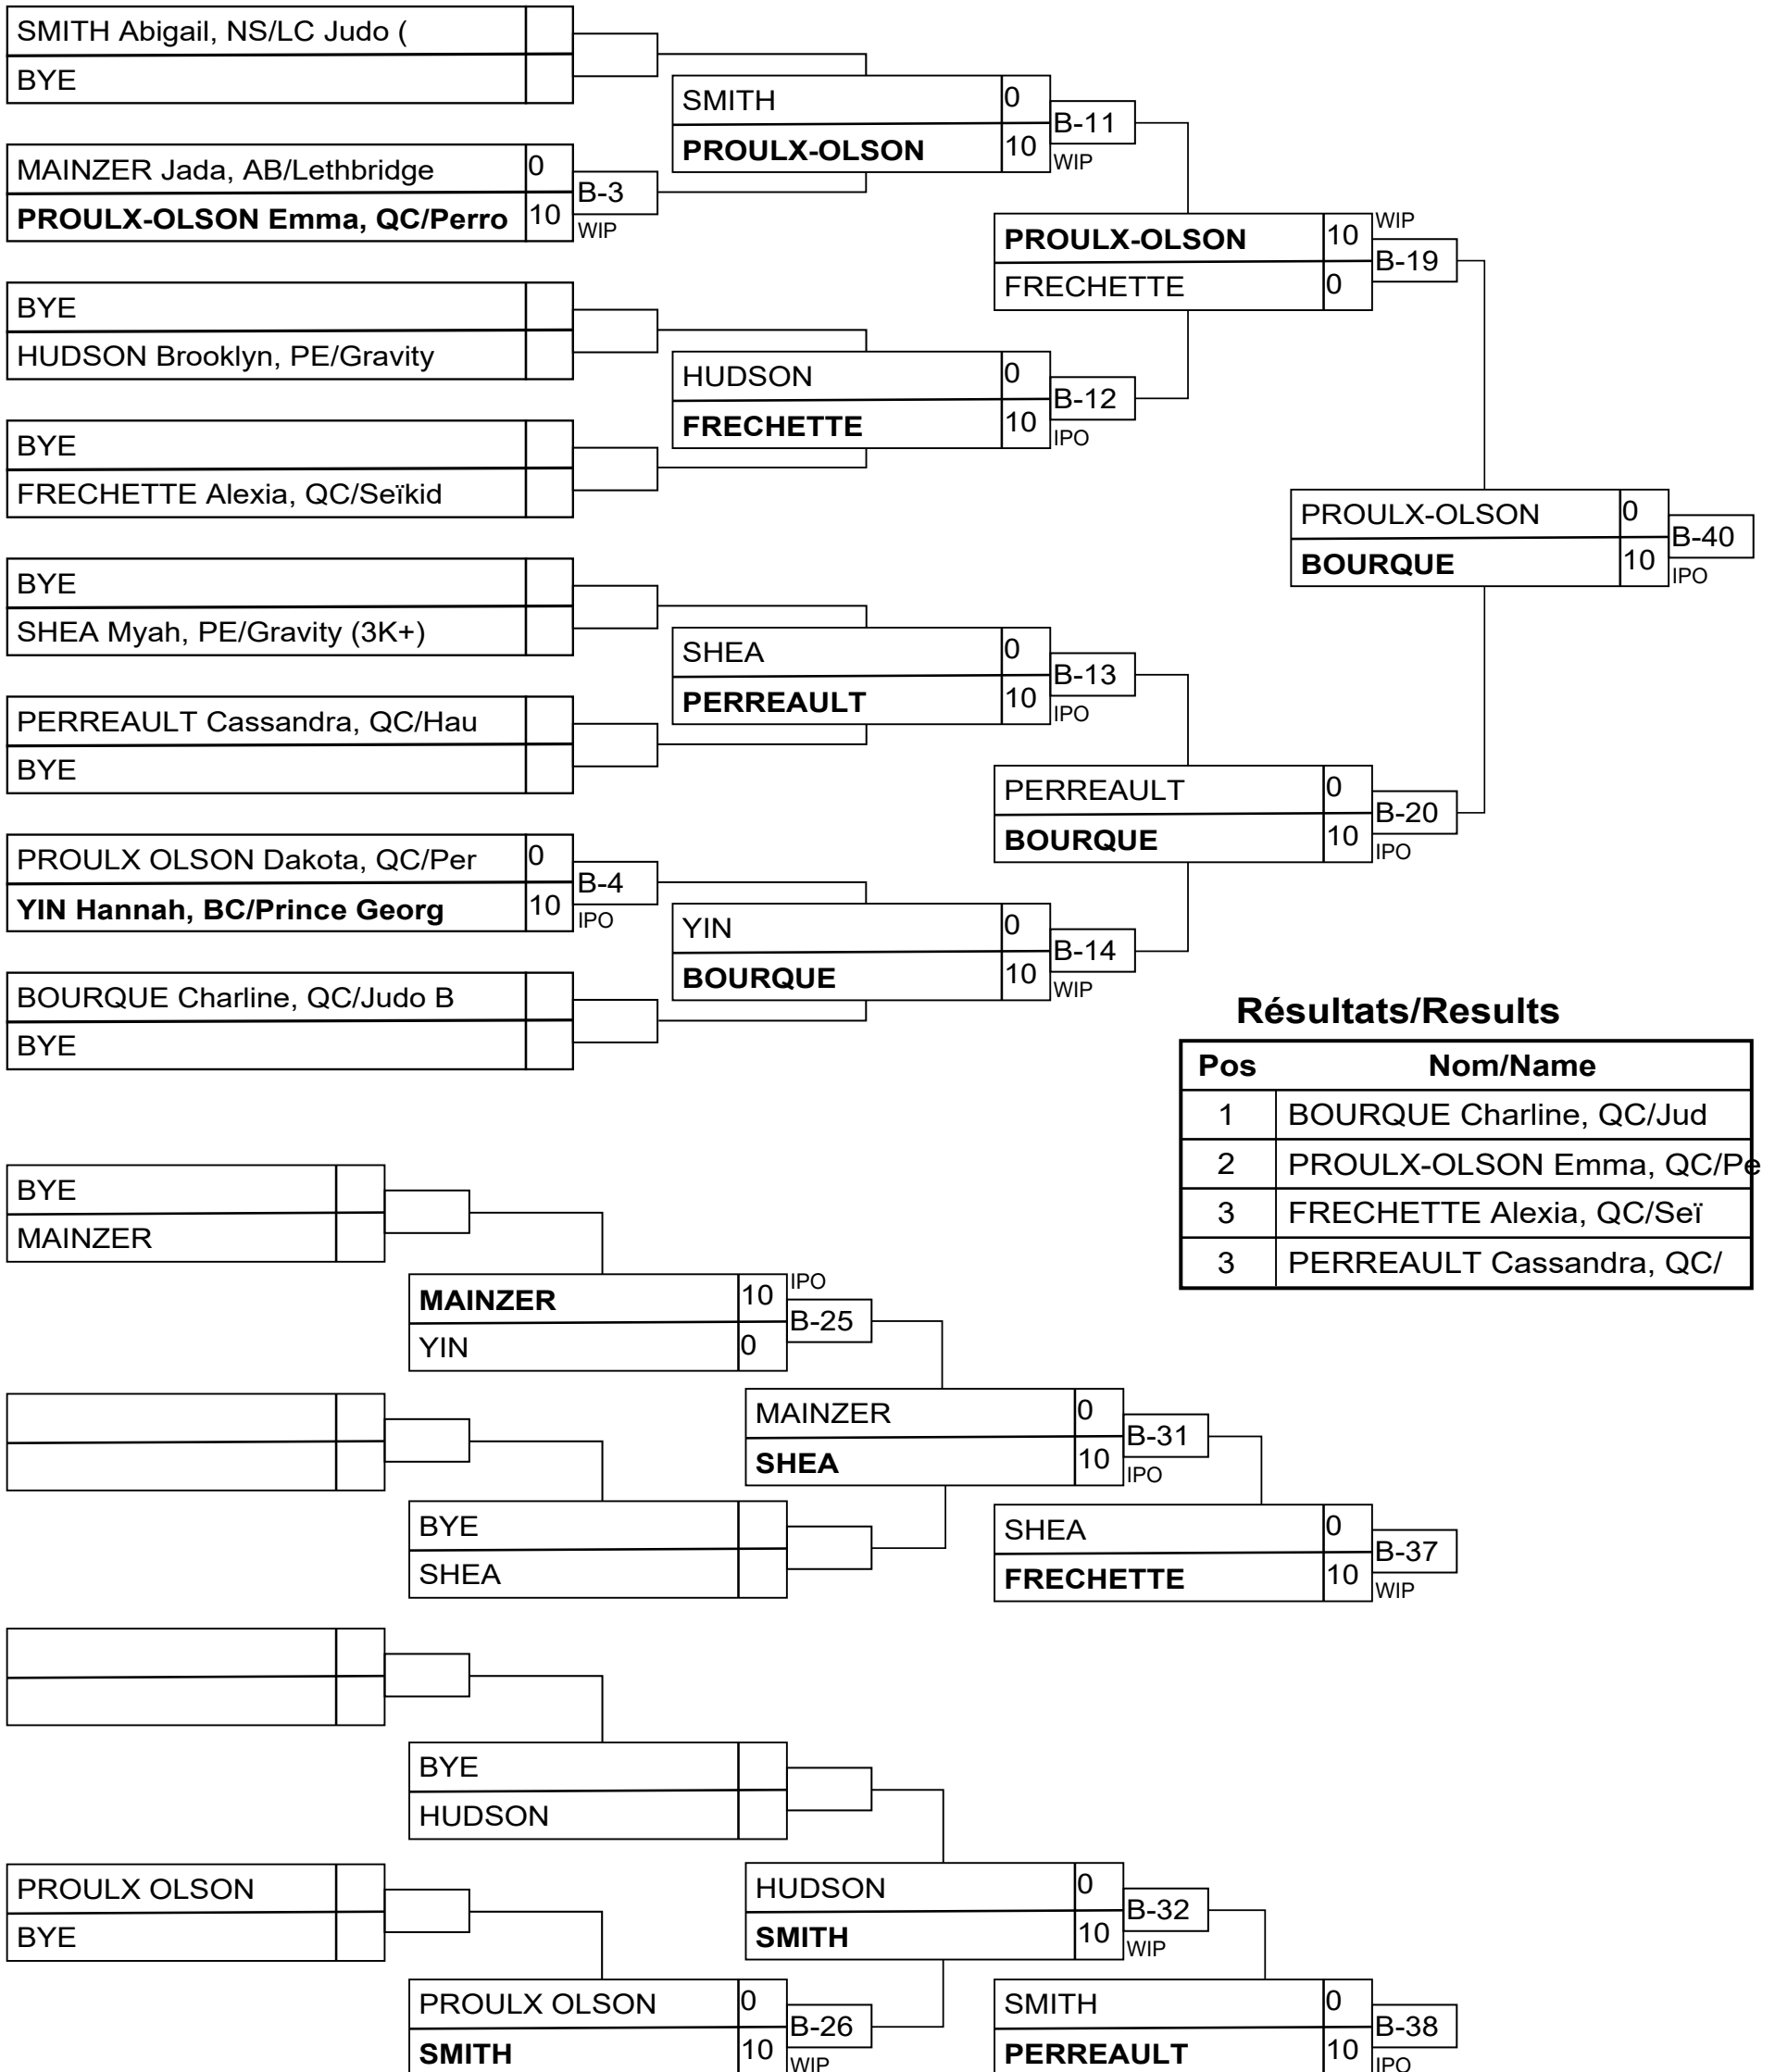 SMITH Abigail, NS/LC Judo (
BYE
MAINZER Jada, AB/Lethbridge 0
PROULX-OLSON Emma, QC/Perro 10
B-3
WIP
BYE
HUDSON Brooklyn, PE/Gravity
BYE
FRECHETTE Alexia, QC/Seïkid
BYE
SHEA Myah, PE/Gravity (3K+)
PERREAULT Cassandra, QC/Hau
BYE
PROULX OLSON Dakota, QC/Per 0
YIN Hannah, BC/Prince Georg 10
B-4
IPO
BOURQUE Charline, QC/Judo B
BYE
SMITH 0
PROULX-OLSON 10
B-11
WIP
HUDSON 0
FRECHETTE 10
B-12
IPO
SHEA 0
PERREAULT 10
B-13
IPO
YIN 0
BOURQUE 10
B-14
WIP
PROULX-OLSON 10
FRECHETTE 0
WIP
B-19
PERREAULT 0
BOURQUE 10
B-20
IPO
PROULX-OLSON 0
BOURQUE 10
B-40
IPO
Résultats/Results
Pos Nom/Name
1 BOURQUE Charline, QC/Jud
2 PROULX-OLSON Emma, QC/Pe
3 FRECHETTE Alexia, QC/Seï
3 PERREAULT Cassandra, QC/
BYE
MAINZER
MAINZER 10
YIN 0
IPO
B-25
BYE
SHEA
MAINZER 0
SHEA 10
B-31
IPO
SHEA 0
FRECHETTE 10
B-37
WIP
BYE
HUDSON
PROULX OLSON
BYE
PROULX OLSON 0
SMITH 10
B-26
WIP
HUDSON 0
SMITH 10
B-32
WIP
SMITH 0
PERREAULT 10
B-38
IPO